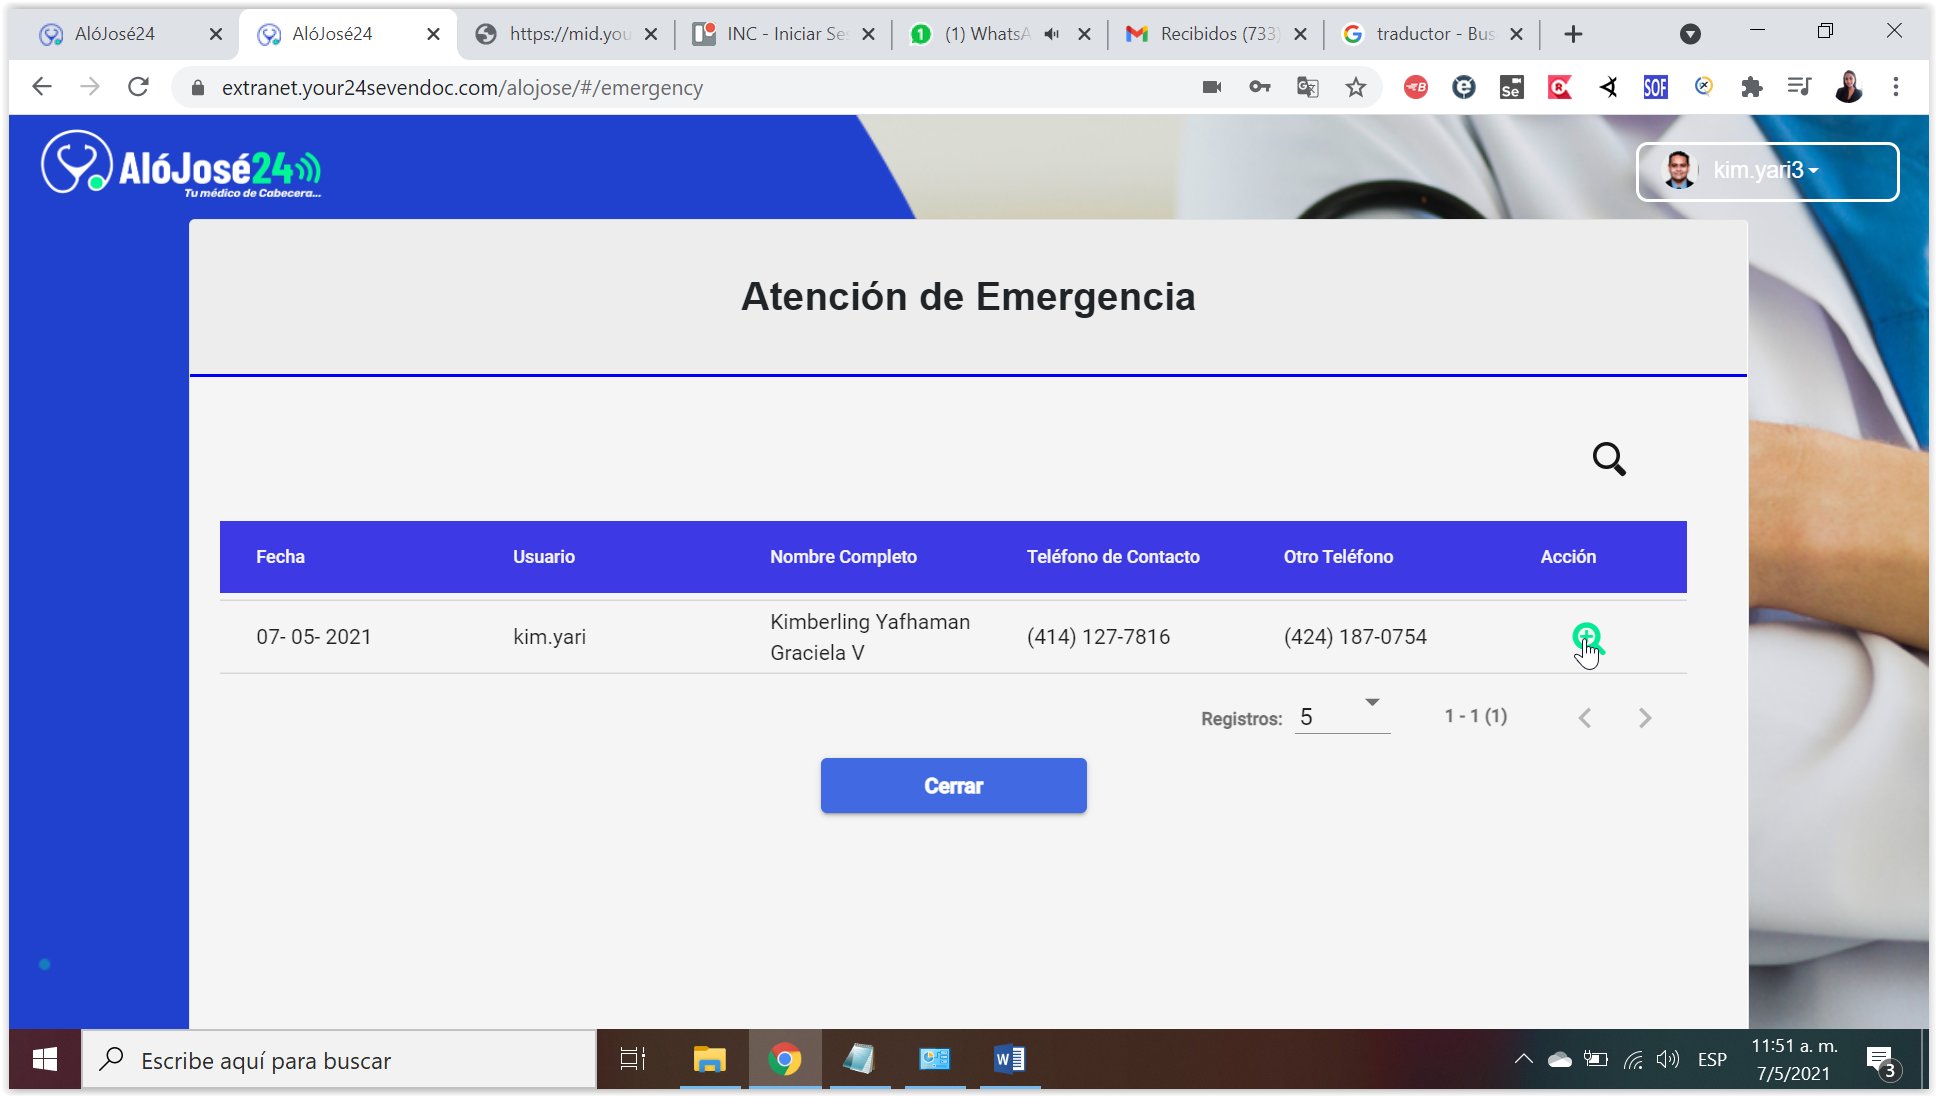 AlóJosé24
AlóJosé24
https://mid.you
INC - Iniciar Se
(1) WhatsA
Recibidos (733)
traductor - Bus
extranet.your24sevendoc.com/alojose/#/emergency
Se
SOF
AlóJosé24
Tu médico de Cabecera...
kim.yari3
Atención de Emergencia
Fecha Usuario Nombre Completo Teléfono de Contacto Otro Teléfono Acción
07- 05- 2021 kim.yari Kimberling Yafhaman Graciela V (414) 127-7816 (424) 187-0754
Registros: 5 1 - 1 (1)
Cerrar
Escribe aquí para buscar
ESP
11:51 a. m.
7/5/2021
3